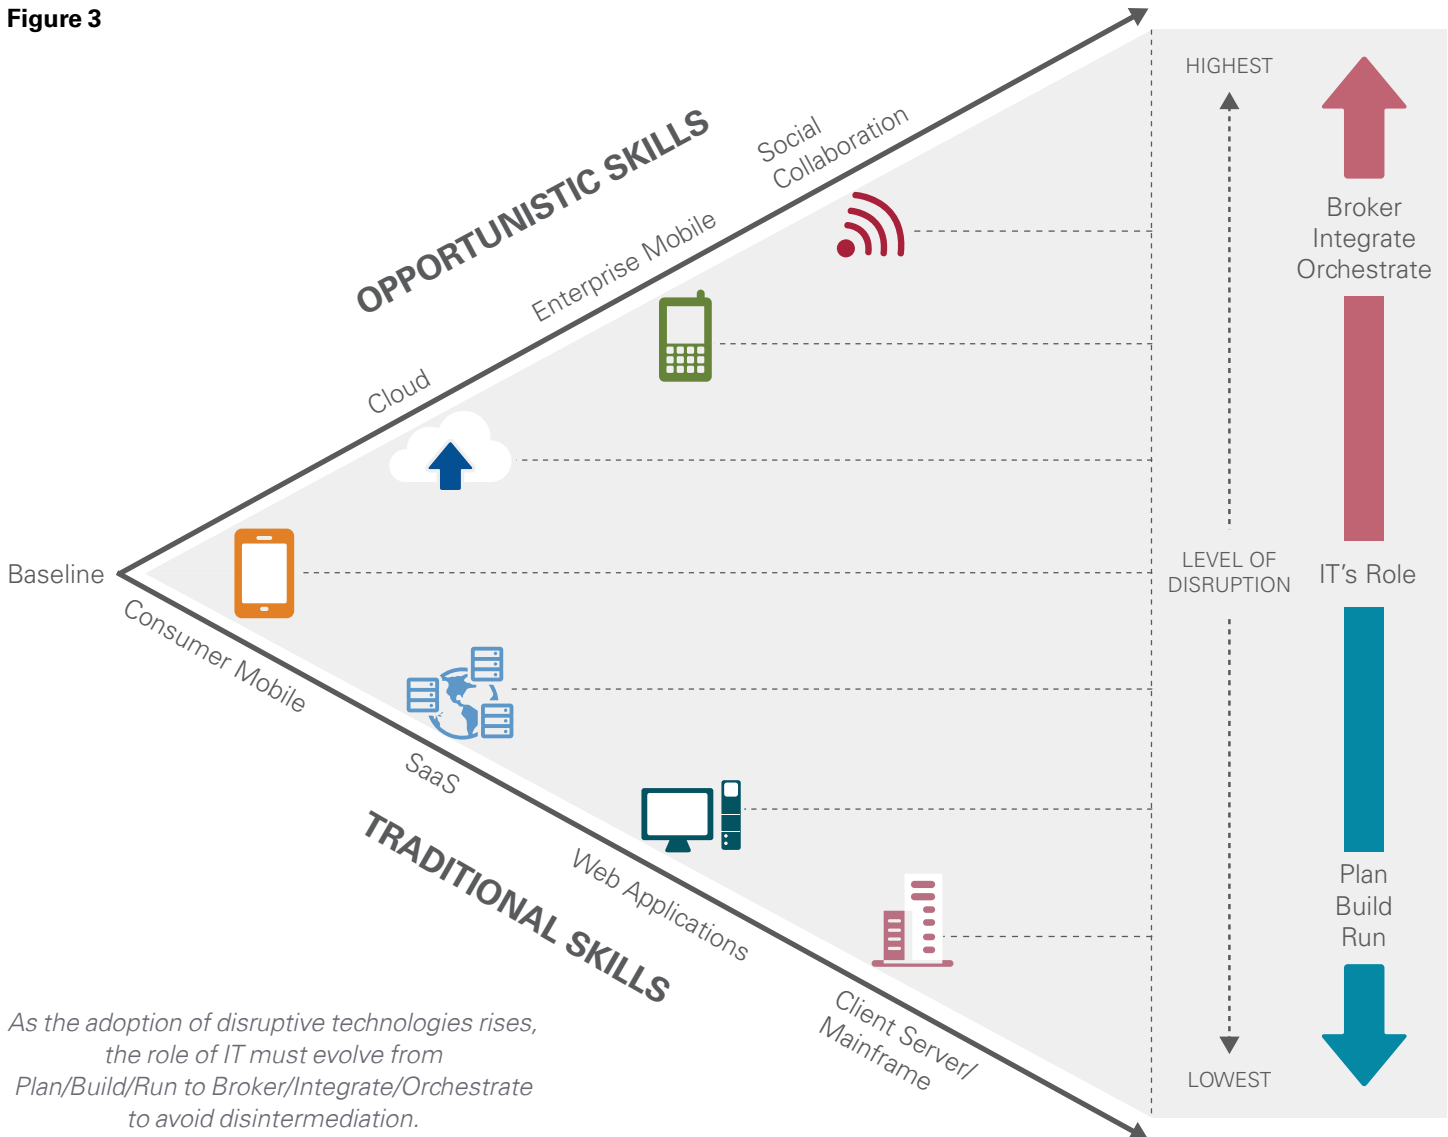 Figure 3
OPPORTUNISTIC SKILLS
Social
Collaboration
Enterprise Mobile
Cloud
Baseline
Consumer Mobile
SaaS
Web Applications
Client Server/
Mainframe
TRADITIONAL SKILLS
HIGHEST
LEVEL OF
DISRUPTION
LOWEST
Broker
Integrate
Orchestrate
IT's Role
Plan
Build
Run
As the adoption of disruptive technologies rises,
the role of IT must evolve from
Plan/Build/Run to Broker/Integrate/Orchestrate
to avoid disintermediation.